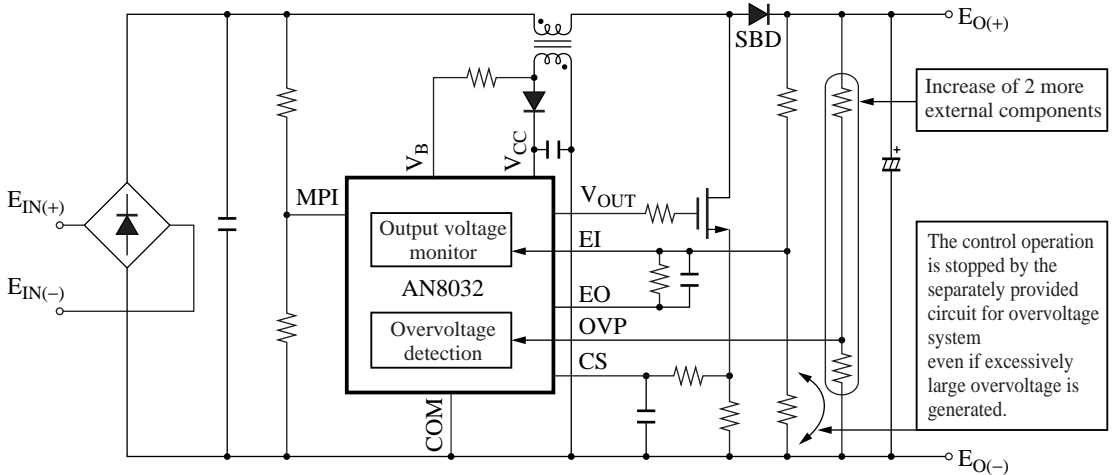 E_O(+)
SBD
Increase of 2 more
external components
V_B
V_CC
+
MPI
V_OUT
E_IN(+)
E_IN(−)
Output voltage
monitor
EI
AN8032
EO
Overvoltage
detection
OVP
CS
COM
The control operation
is stopped by the
separately provided
circuit for overvoltage
system
even if excessively
large overvoltage is
generated.
E_O(−)